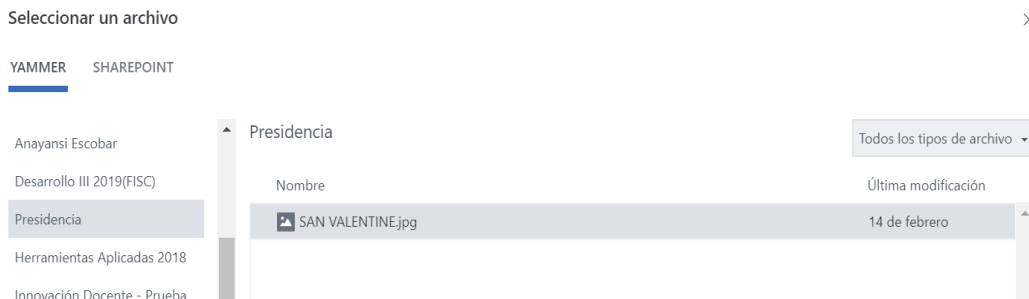 Seleccionar un archivo
YAMMER SHAREPOINT
Anayansi Escobar
Desarrollo III 2019(FISC)
Presidencia
Herramientas Aplicadas 2018
Innovación Docente - Prueba
Presidencia
Todos los tipos de archivo
Nombre Última modificación
SAN VALENTINE.jpg 14 de febrero